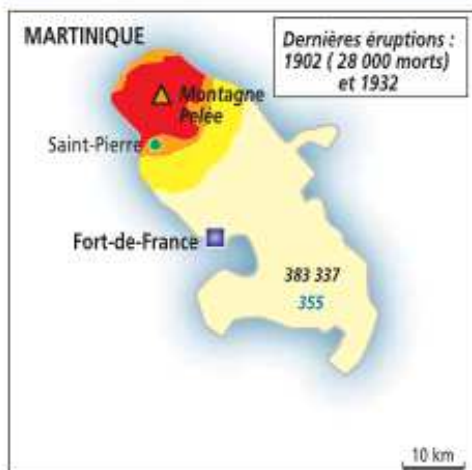 MARTINIQUE
Dernières éruptions :
1902 ( 28 000 morts)
et 1932
Montagne
Pelée
Saint-Pierre
Fort-de-France
383 337
355
10 km